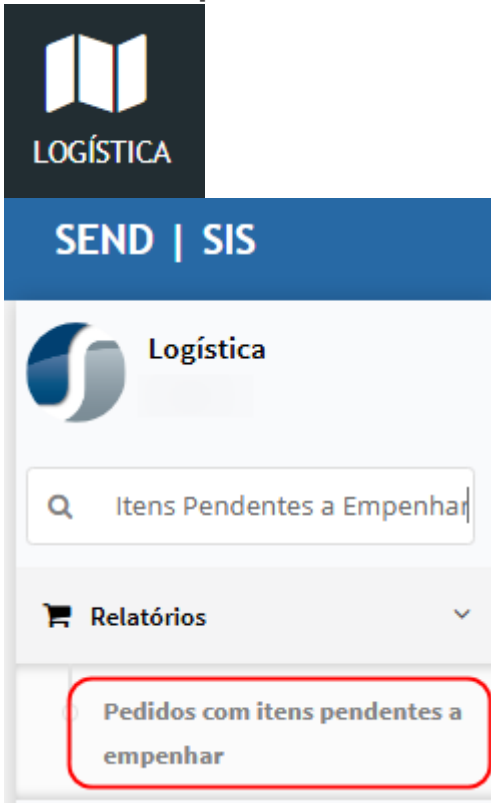 LOGÍSTICA
SEND | SIS
Logística
Itens Pendentes a Empenhar
Relatórios
Pedidos com itens pendentes a
empenhar